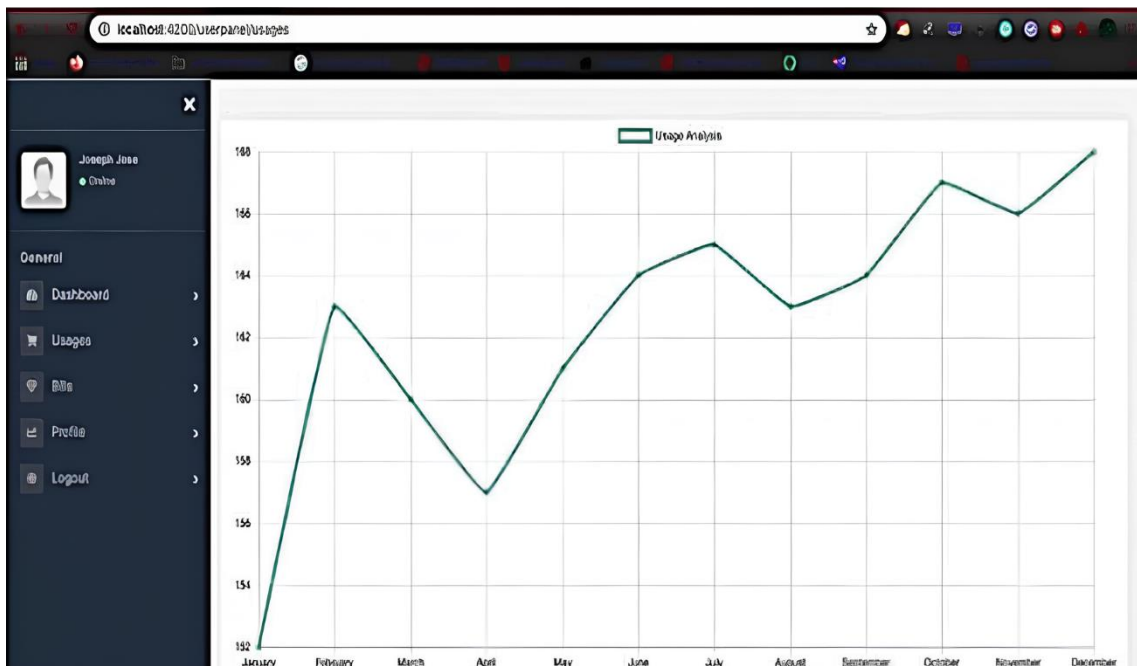 localhost:4200/userpanel/usages
Joseph Jose
Online
General
Dashboard
Usages
Bills
Profile
Logout
Usage Analysis
168
166
164
162
160
158
156
154
152
January February March April May June July August September October November December